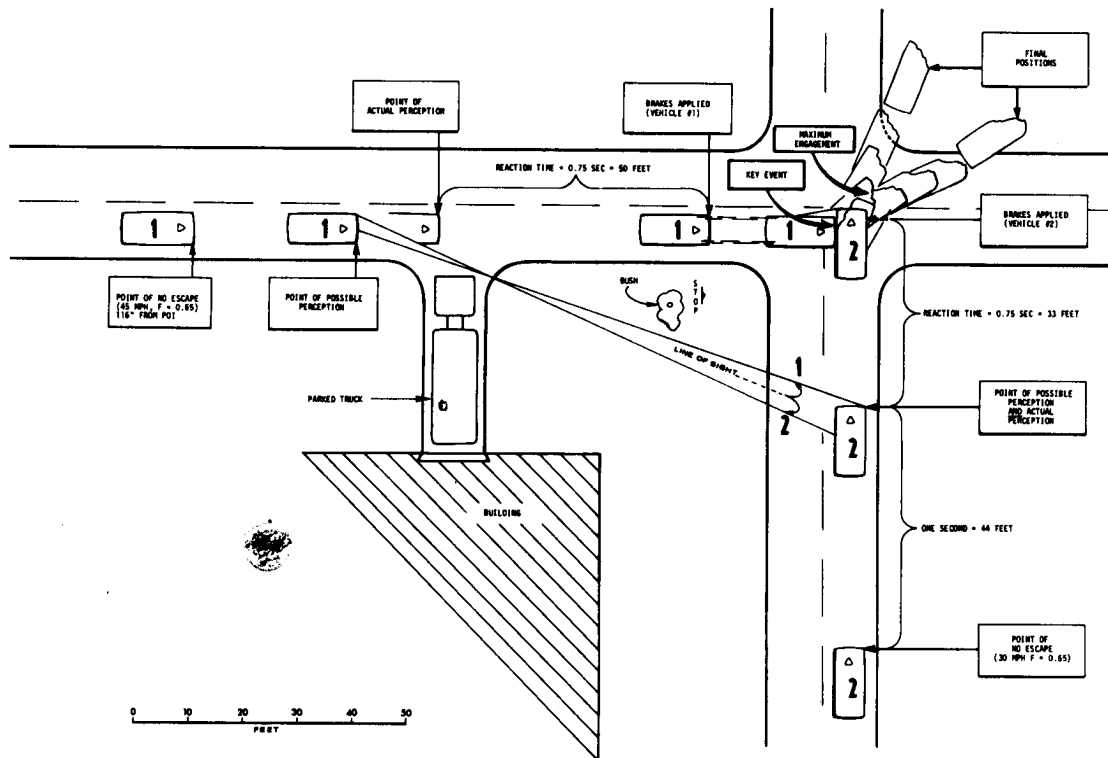 FINAL
POSITIONS
POINT OF
ACTUAL PERCEPTION
BRAKES APPLIED
(VEHICLE #1)
MAXIMUM
ENGAGEMENT
REACTION TIME = 0.75 SEC = 50 FEET
KEY EVENT
BRAKES APPLIED
(VEHICLE #2)
1
1
1
1
2
POINT OF NO ESCAPE
(45 MPH, F = 0.65)
116" FROM POI
POINT OF POSSIBLE
PERCEPTION
BUSH
STOP
REACTION TIME = 0.75 SEC = 33 FEET
LINE OF SIGHT
1
2
PARKED TRUCK
POINT OF POSSIBLE
PERCEPTION
AND ACTUAL
PERCEPTION
2
BUILDING
ONE SECOND = 44 FEET
POINT OF
NO ESCAPE
(30 MPH F = 0.65)
2
0 10 20 30 40 50
FEET